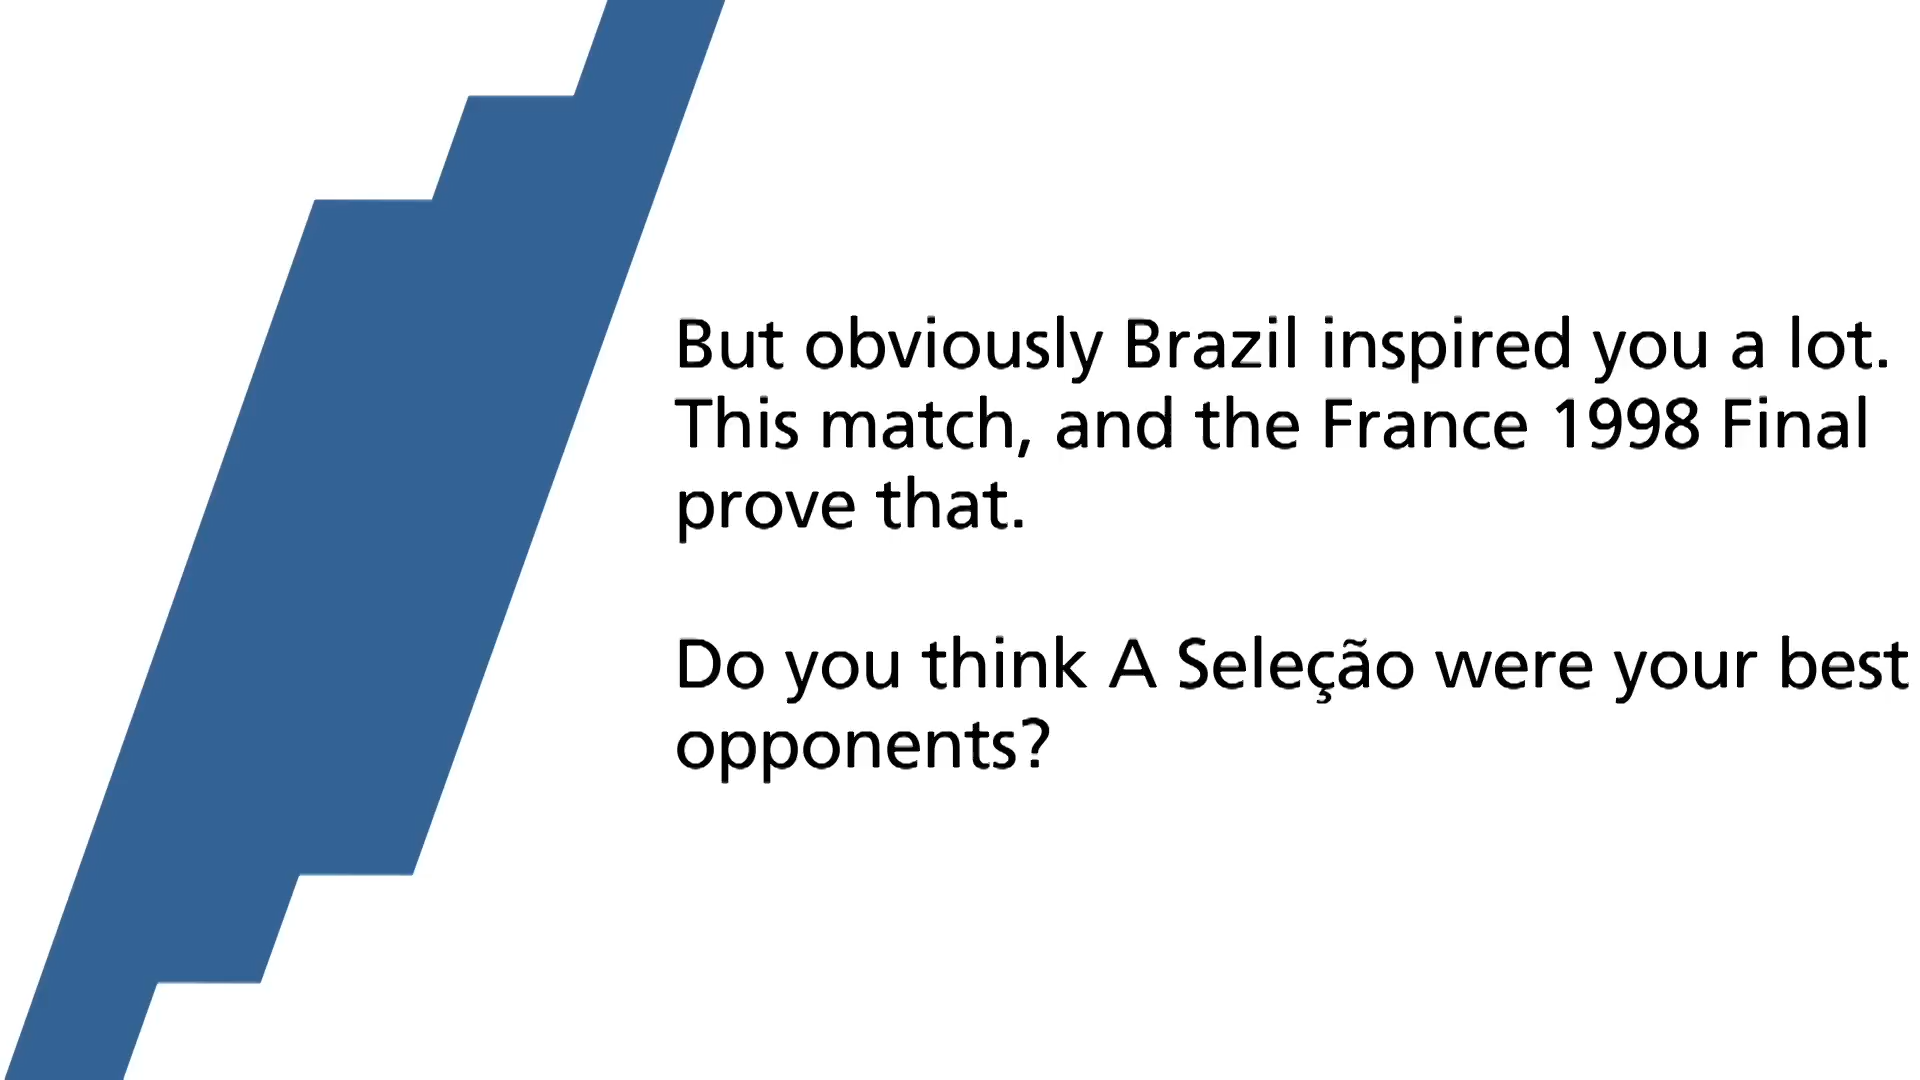 But obviously Brazil inspired you a lot.
This match, and the France 1998 Final
prove that.
Do you think A Seleção were your best
opponents?